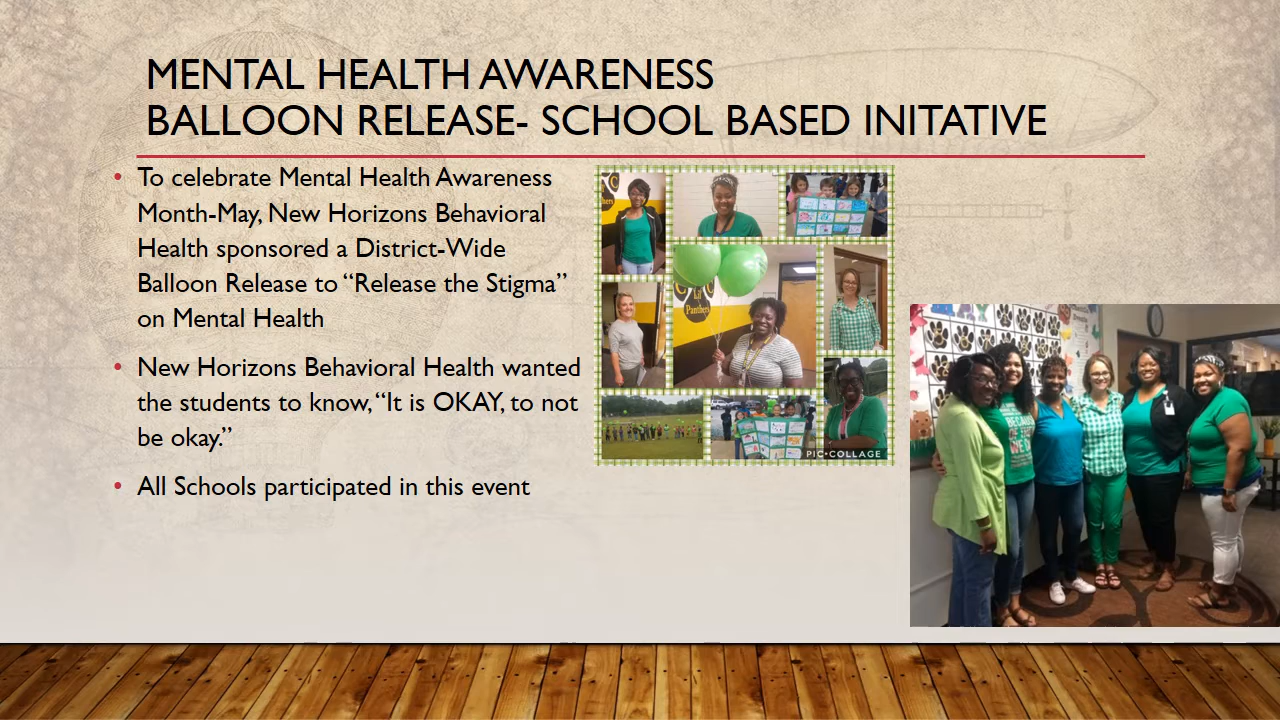 MENTAL HEALTH AWARENESS
BALLOON RELEASE- SCHOOL BASED INITATIVE
• To celebrate Mental Health Awareness
Month-May, New Horizons Behavioral
Health sponsored a District-Wide
Balloon Release to “Release the Stigma”
on Mental Health
• New Horizons Behavioral Health wanted
the students to know, “It is OKAY, to not
be okay.”
• All Schools participated in this event
Panthers
PIC•COLLAGE